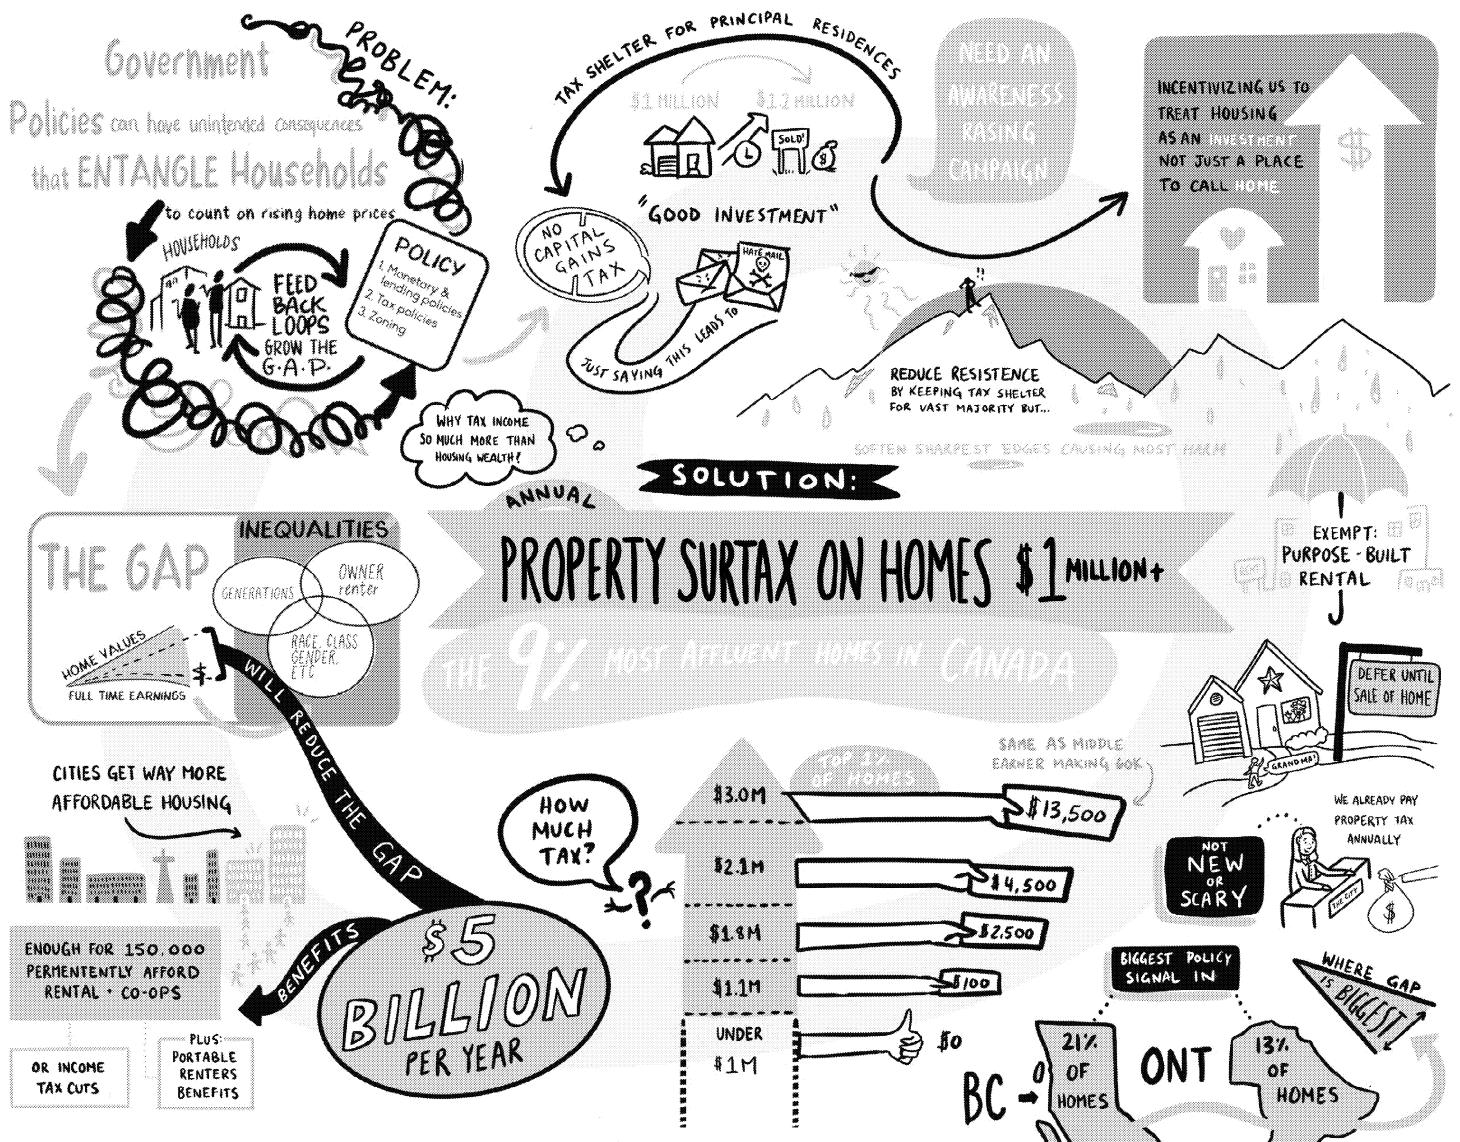 Government
Policies can have unintended consequences
that ENTANGLE Households
to count on rising home prices
PROBLEM:
HOUSEHOLDS
FEED
BACK
LOOPS
GROW THE
G.A.P.
POLICY
1. Monetary &
lending policies
2. Tax policies
3. Zoning
WHY TAX INCOME
SO MUCH MORE THAN
HOUSING WEALTH?
TAX SHELTER FOR PRINCIPAL RESIDENCES
$1 MILLION
$1.2 MILLION
SOLD!
$
"GOOD INVESTMENT"
NO
CAPITAL
GAINS
TAX
HATE MAIL
JUST SAYING THIS LEADS TO
NEED AN
AWARENESS
RASING
CAMPAIGN
INCENTIVIZING US TO
TREAT HOUSING
AS AN INVESTMENT
NOT JUST A PLACE
TO CALL HOME
$
REDUCE RESISTENCE
BY KEEPING TAX SHELTER
FOR VAST MAJORITY BUT...
SOFTEN SHARPEST EDGES CAUSING MOST HARM
SOLUTION:
ANNUAL
PROPERTY SURTAX ON HOMES $1 MILLION+
THE 9% MOST AFFLUENT HOMES IN CANADA
EXEMPT:
PURPOSE-BUILT
RENTAL
THE GAP
INEQUALITIES
GENERATIONS
OWNER
renter
RACE, CLASS
GENDER,
ETC
HOME VALUES
FULL TIME EARNINGS
$
WILL REDUCE THE GAP
CITIES GET WAY MORE
AFFORDABLE HOUSING
$5
BILLION
PER YEAR
BENEFITS
ENOUGH FOR 150,000
PERMENTENTLY AFFORD
RENTAL + CO-OPS
OR INCOME
TAX CUTS
PLUS:
PORTABLE
RENTERS
BENEFITS
HOW
MUCH
TAX?
?
TOP 1%
OF HOMES
SAME AS MIDDLE
EARNER MAKING 60K
$3.0M
$13,500
$2.1M
$4,500
$1.8M
$2,500
$1.1M
$100
UNDER
$1M
$0
DEFER UNTIL
SALE OF HOME
GRANDMA!
WE ALREADY PAY
PROPERTY TAX
ANNUALLY
NOT
NEW
OR
SCARY
THE CITY
$
BIGGEST POLICY
SIGNAL IN
WHERE GAP
IS BIGGEST
BC
21%
OF
HOMES
ONT
13%
OF
HOMES